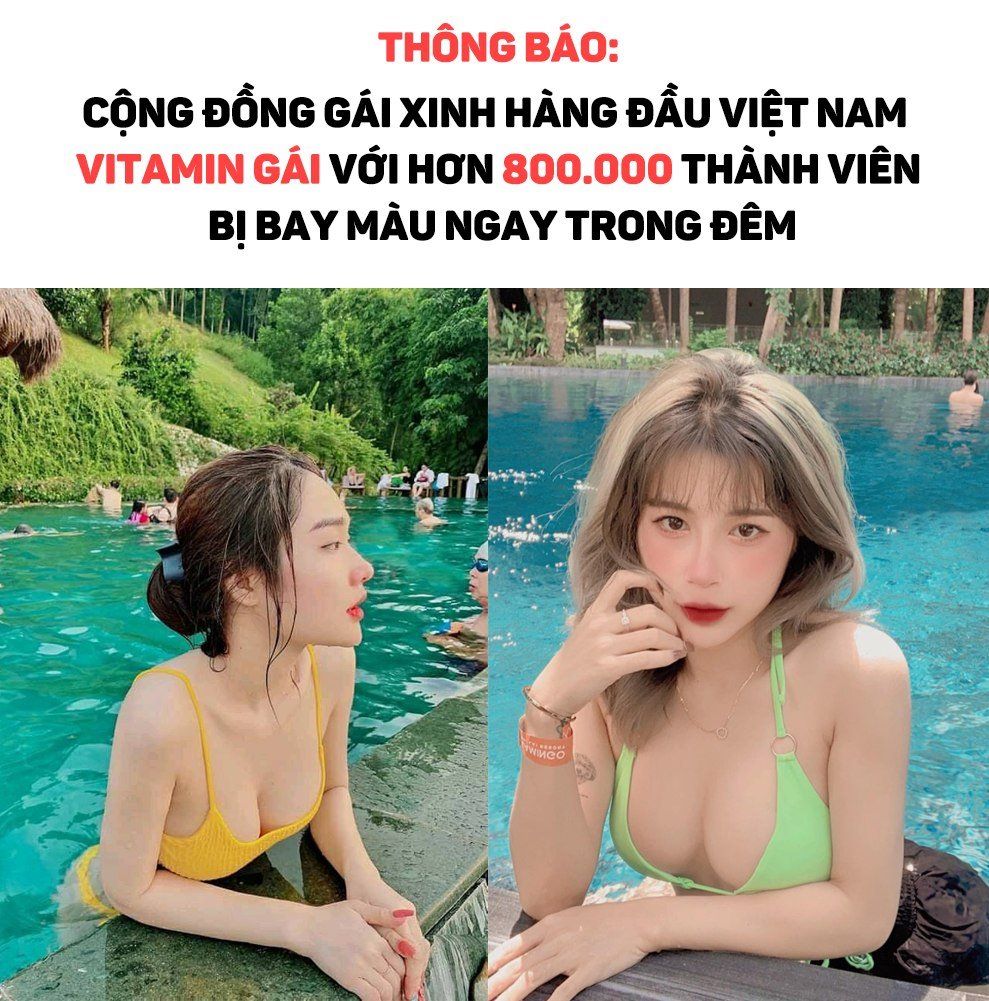 THÔNG BÁO:
CỘNG ĐỒNG GÁI XINH HÀNG ĐẦU VIỆT NAM
VITAMIN GÁI VỚI HƠN 800.000 THÀNH VIÊN
BỊ BAY MÀU NGAY TRONG ĐÊM